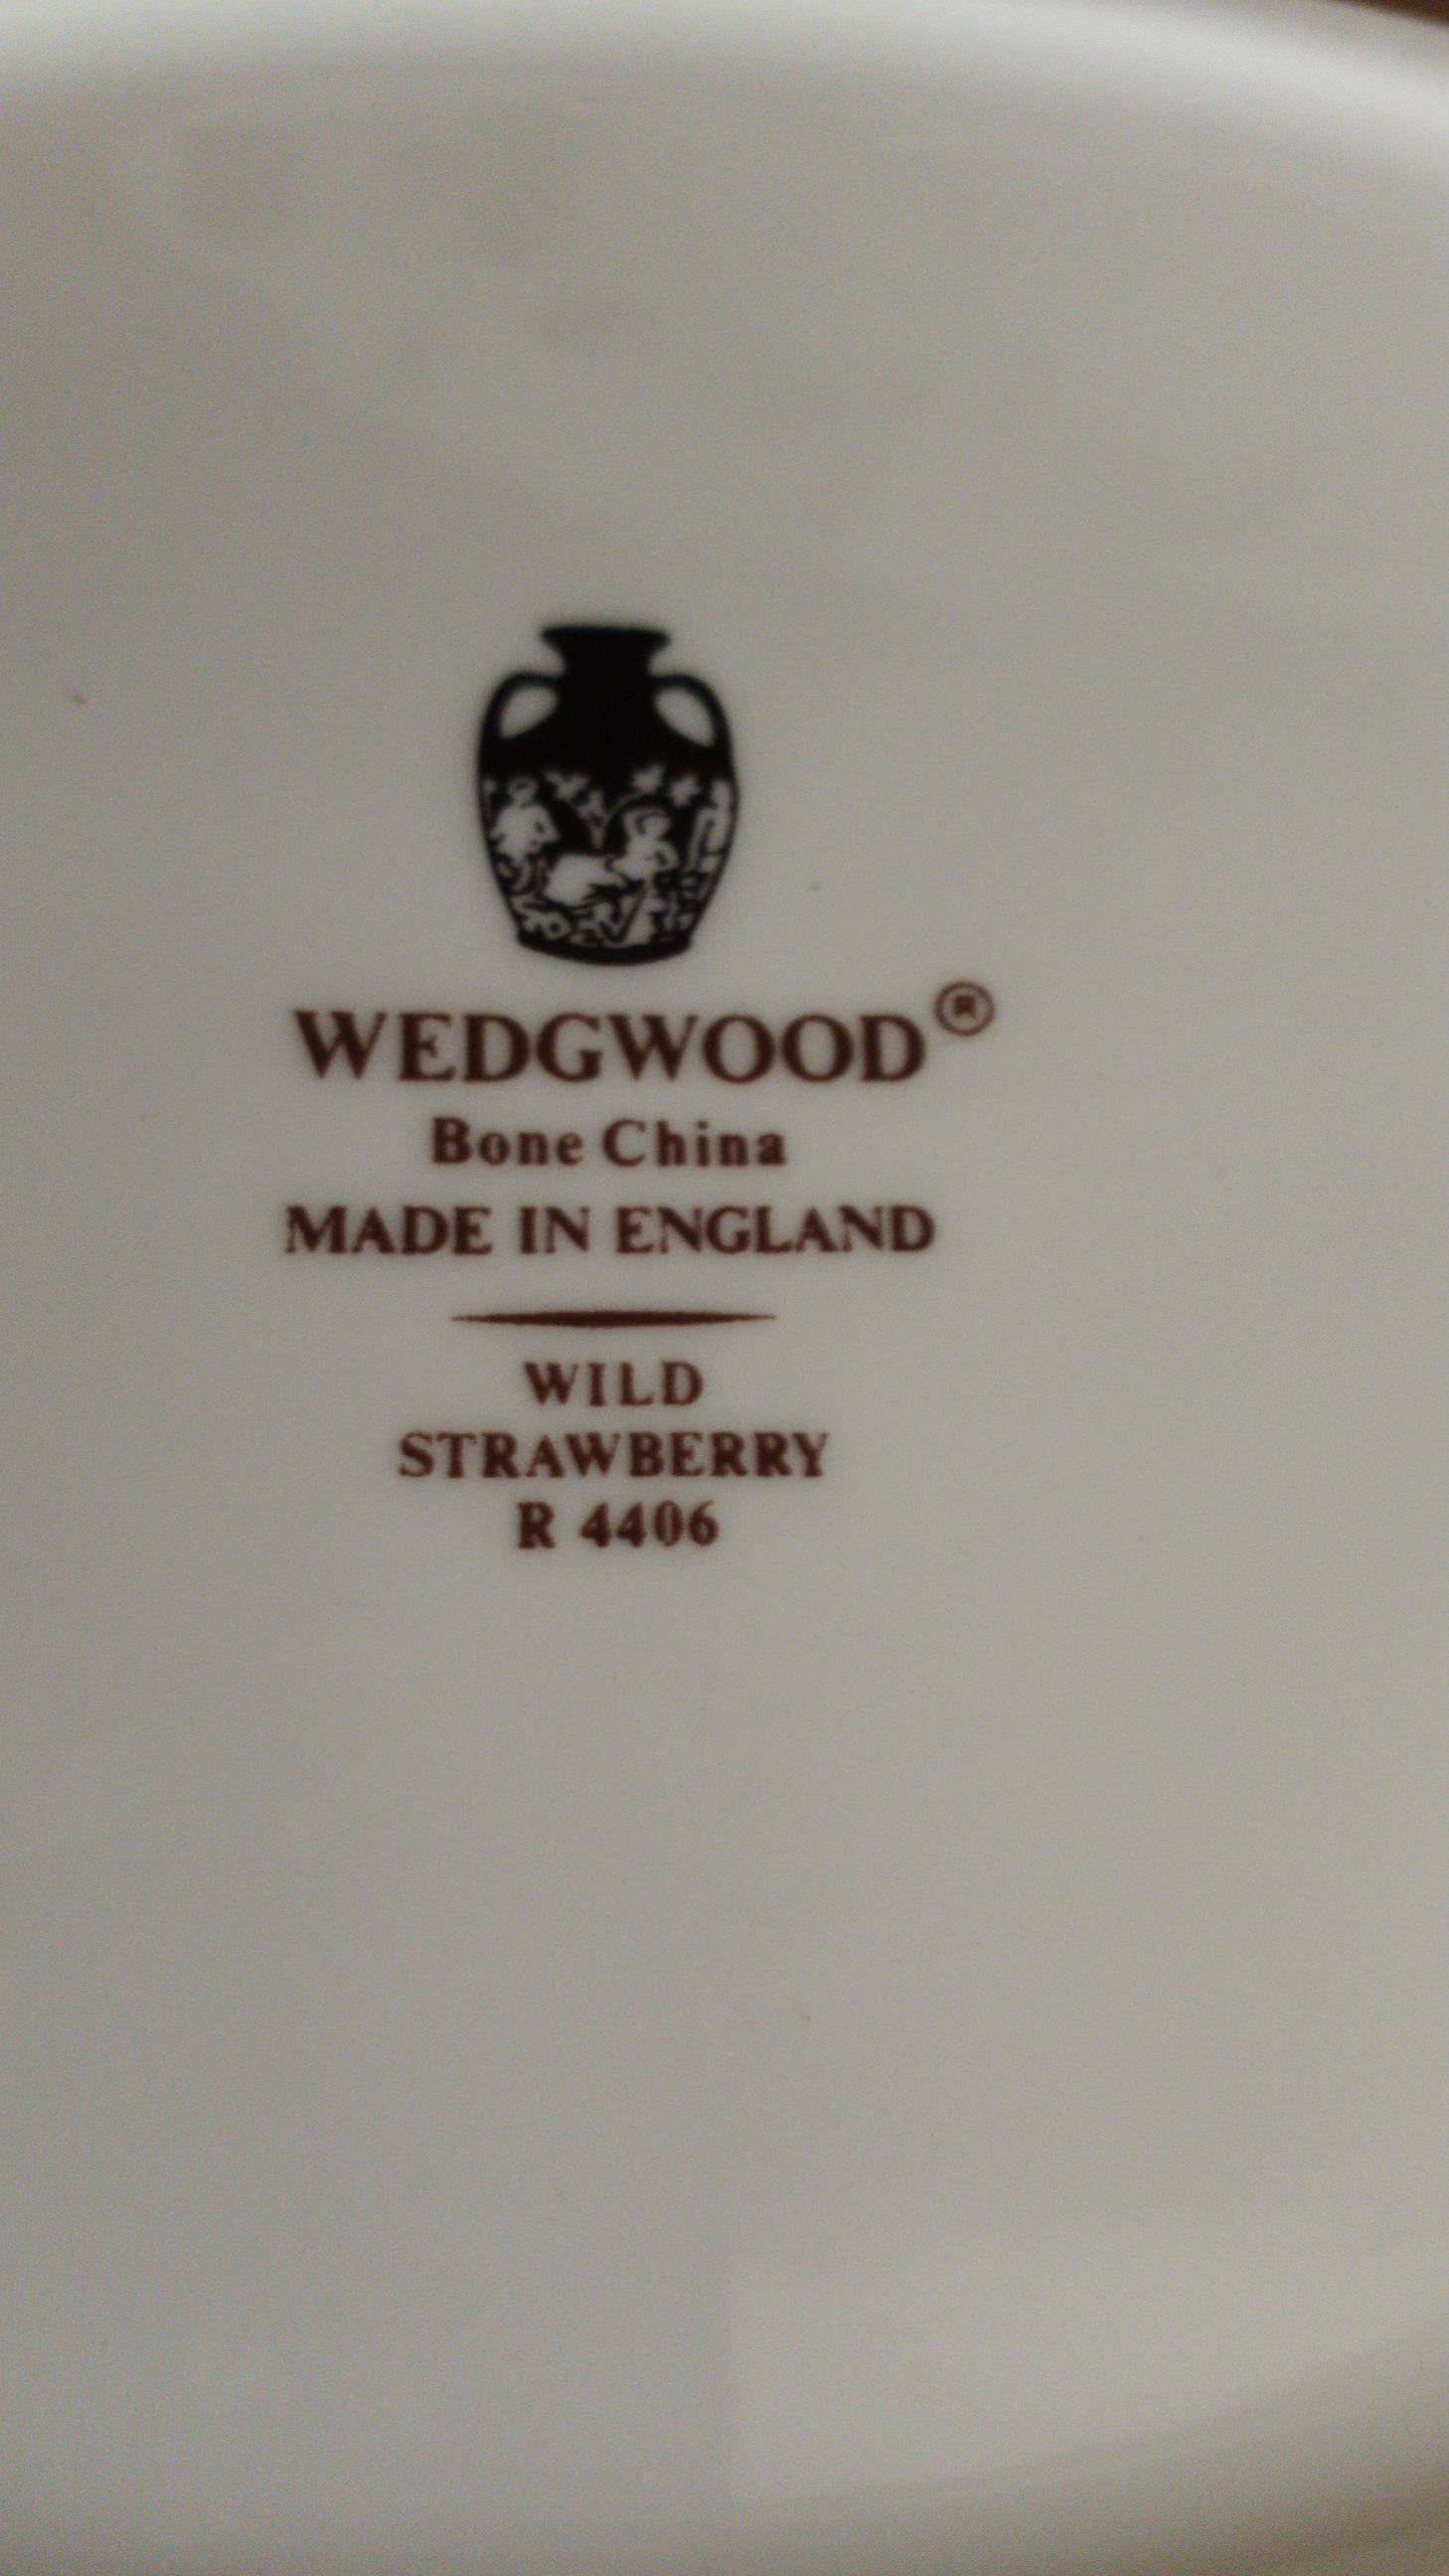 WEDGWOOD®
Bone China
MADE IN ENGLAND
WILD
STRAWBERRY
R 4406